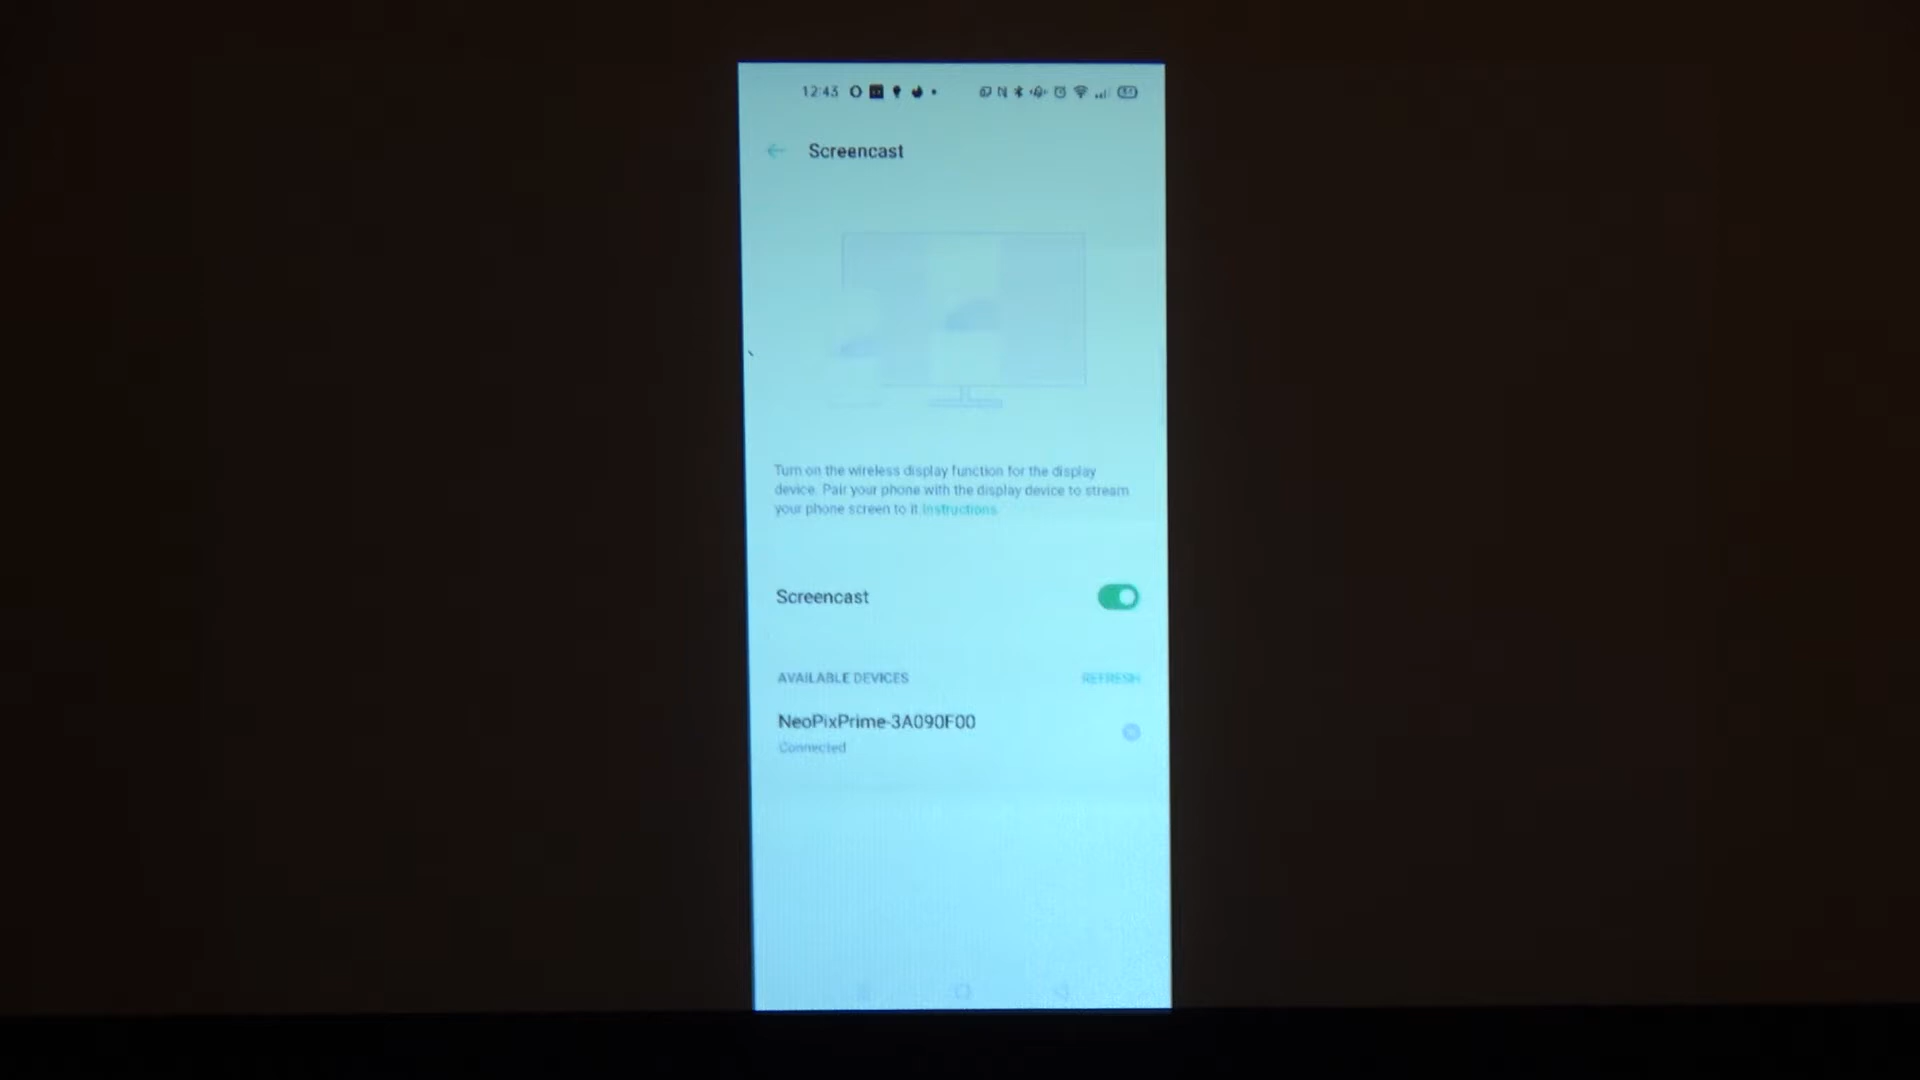 12:43
Screencast
Turn on the wireless display function for the display
device. Pair your phone with the display device to stream
your phone screen to it.Instructions
Screencast
AVAILABLE DEVICES
REFRESH
NeoPixPrime-3A090F00
Connected